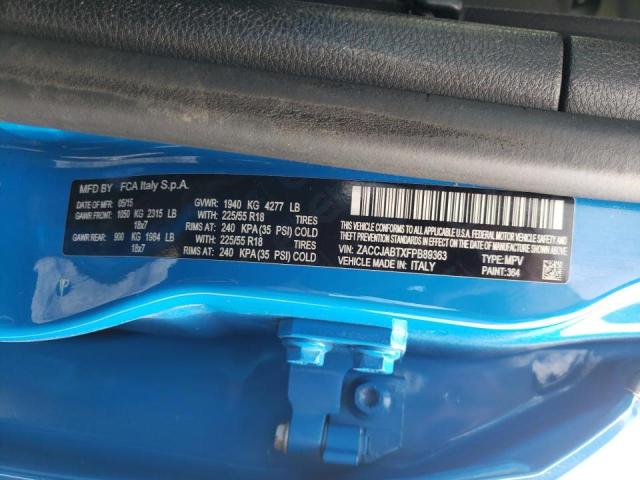 MFD BY FCA Italy S.p.A.
DATE OF MFR: 05/15 GVWR: 1940 KG 4277 LB
GAWR FRONT: 1050 KG 2315 LB WITH: 225/55 R18 TIRES
18x7 RIMS AT: 240 KPA(35 PSI) COLD
GAWR REAR: 900 KG 1984 LB WITH: 225/55 R18 TIRES
18x7 RIMS AT: 240 KPA(35 PSI) COLD
THIS VEHICLE CONFORMS TO ALL APPLICABLE U.S.A. FEDERAL MOTOR VEHICLE SAFETY, BUMPER, AND THEFT PREVENTION STANDARDS IN EFFECT ON THE DATE OF MANUFACTURE SHOWN ABOVE
VIN: ZACCJABTXFPB89363 TYPE: MPV
VEHICLE MADE IN: ITALY PAINT: 364